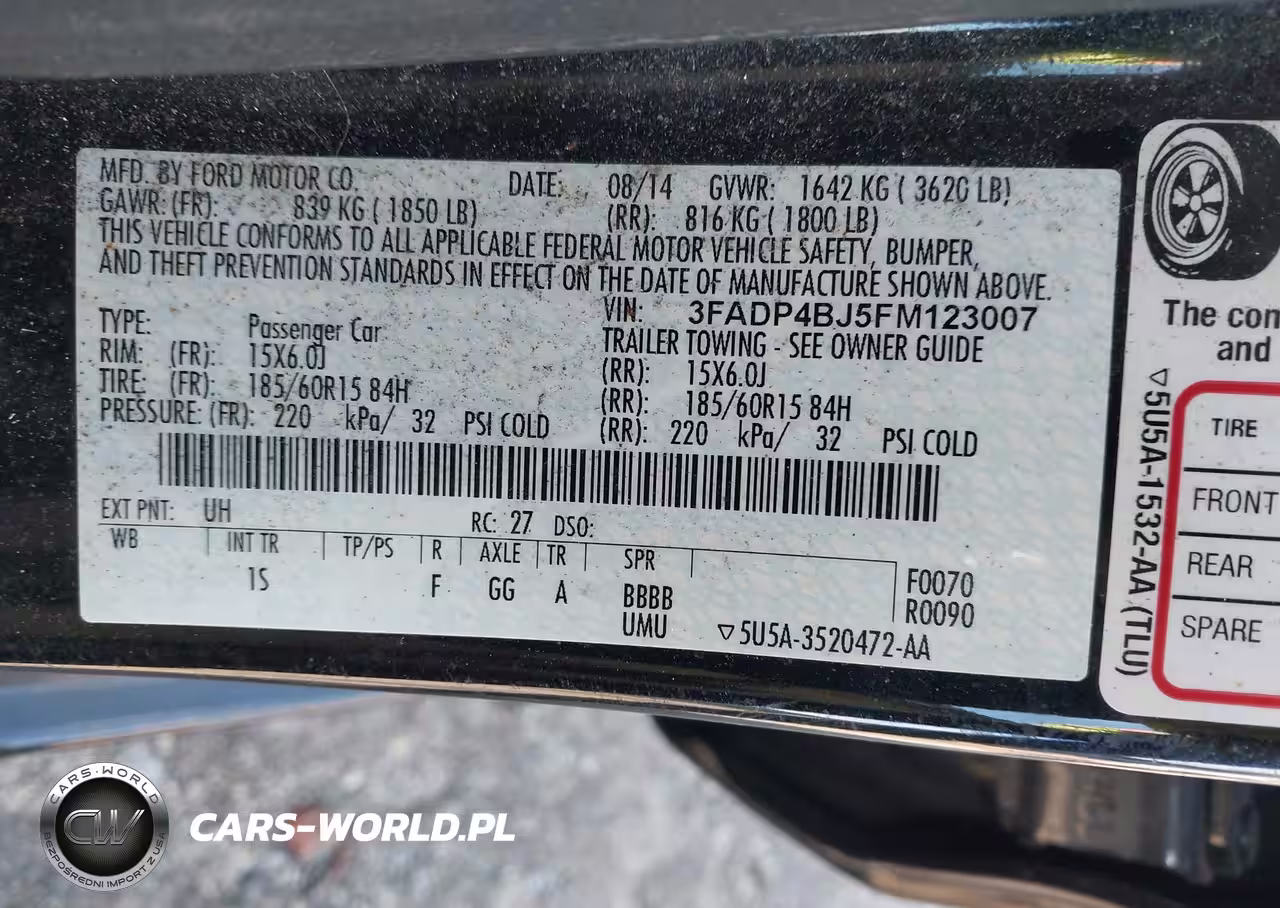 MFD. BY FORD MOTOR CO. DATE: 08/14 GVWR: 1642 KG ( 3620 LB)
GAWR: (FR): 839 KG ( 1850 LB) (RR): 816 KG ( 1800 LB)
THIS VEHICLE CONFORMS TO ALL APPLICABLE FEDERAL MOTOR VEHICLE SAFETY, BUMPER,
AND THEFT PREVENTION STANDARDS IN EFFECT ON THE DATE OF MANUFACTURE SHOWN ABOVE.
VIN: 3FADP4BJ5FM123007
TYPE: Passenger Car TRAILER TOWING - SEE OWNER GUIDE
RIM: (FR): 15X6.0J (RR): 15X6.0J
TIRE: (FR): 185/60R15 84H (RR): 185/60R15 84H
PRESSURE: (FR): 220 kPa/ 32 PSI COLD (RR): 220 kPa/ 32 PSI COLD
EXT PNT: UH RC: 27 DSO:
WB INT TR TP/PS R AXLE TR SPR
1S F GG A BBBB F0070
UMU R0090
▽5U5A-3520472-AA
The con
and
▽5U5A-1532-AA (TLU)
TIRE
FRONT
REAR
SPARE
CARS-WORLD
CW
BEZPOŚREDNI IMPORT Z USA
CARS-WORLD.PL